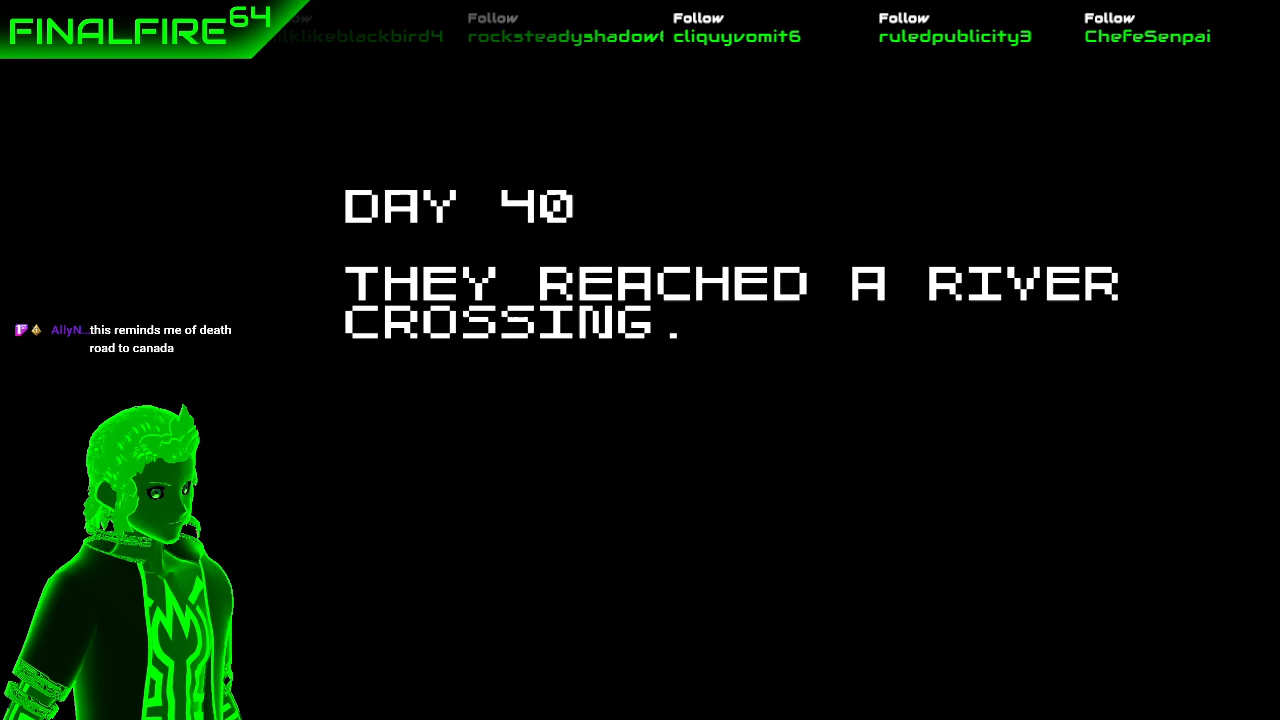 FINALFIRE64
Follow Follow Follow Follow
cliquyvomit6 ruledpublicity3 ChefeSenpai
DAY 40
THEY REACHED A RIVER
CROSSING.
AllyN... this reminds me of death
road to canada